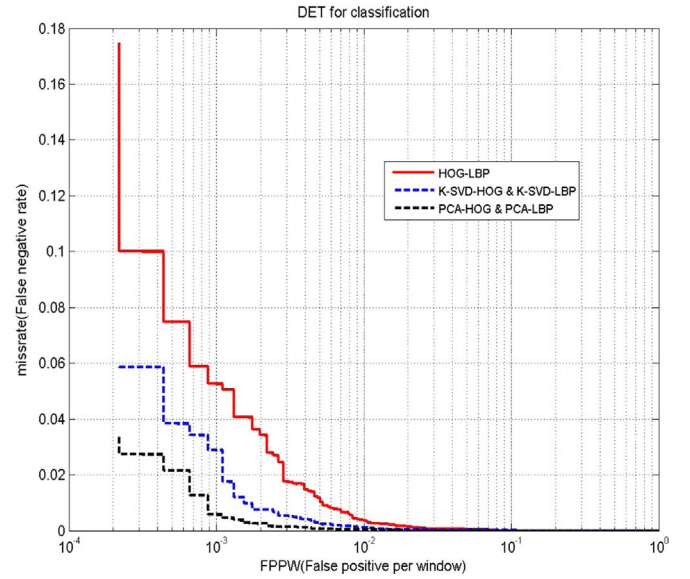 DET for classification
0.18
0.16
0.14
0.12
0.1
0.08
0.06
0.04
0.02
0
missrate(False negative rate)
HOG-LBP
K-SVD-HOG & K-SVD-LBP
PCA-HOG & PCA-LBP
10^-4 10^-3 10^-2 10^-1 10^0
FPPW(False positive per window)